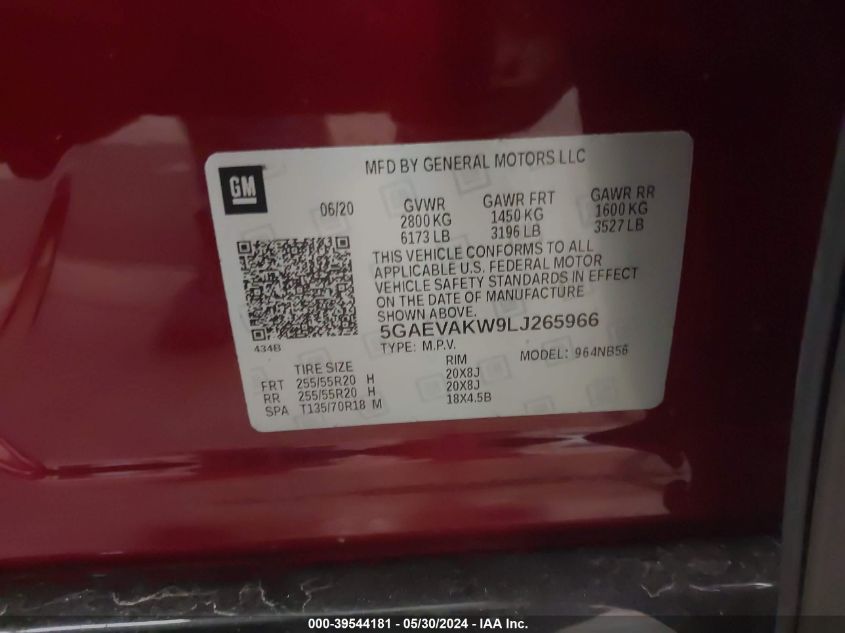 MFD BY GENERAL MOTORS LLC
GM
06/20
GVWR GAWR FRT GAWR RR
2800 KG 1450 KG 1600 KG
6173 LB 3196 LB 3527 LB
THIS VEHICLE CONFORMS TO ALL
APPLICABLE U.S. FEDERAL MOTOR
VEHICLE SAFETY STANDARDS IN EFFECT
ON THE DATE OF MANUFACTURE
SHOWN ABOVE.
434B
5GAEVAKW9LJ265966
TYPE: M.P.V. MODEL: 964NB56
TIRE SIZE RIM
FRT 255/55R20 H 20X8J
RR 255/55R20 H 20X8J
SPA T135/70R18 M 18X4.5B
000-39544181 - 05/30/2024 - IAA Inc.